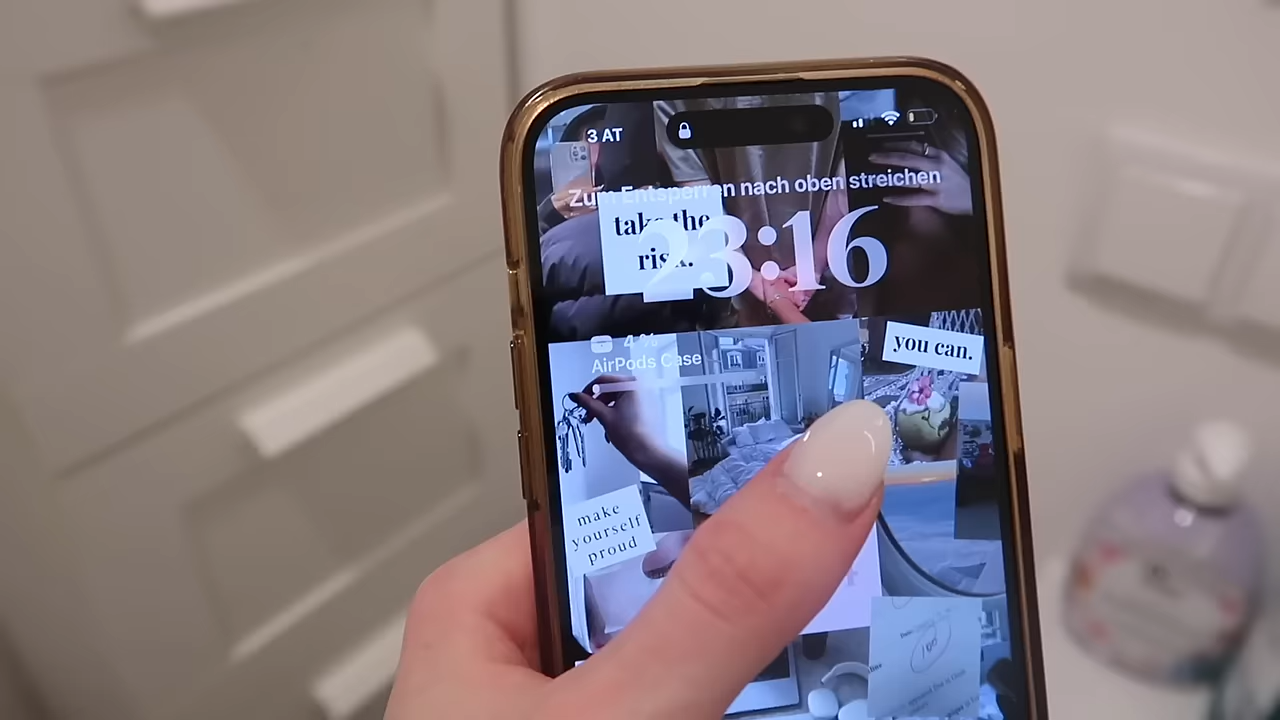 3 AT
Zum Entsperren nach oben streichen
take the
risk.
23:16
4 %
AirPods Case
you can.
make
yourself
proud